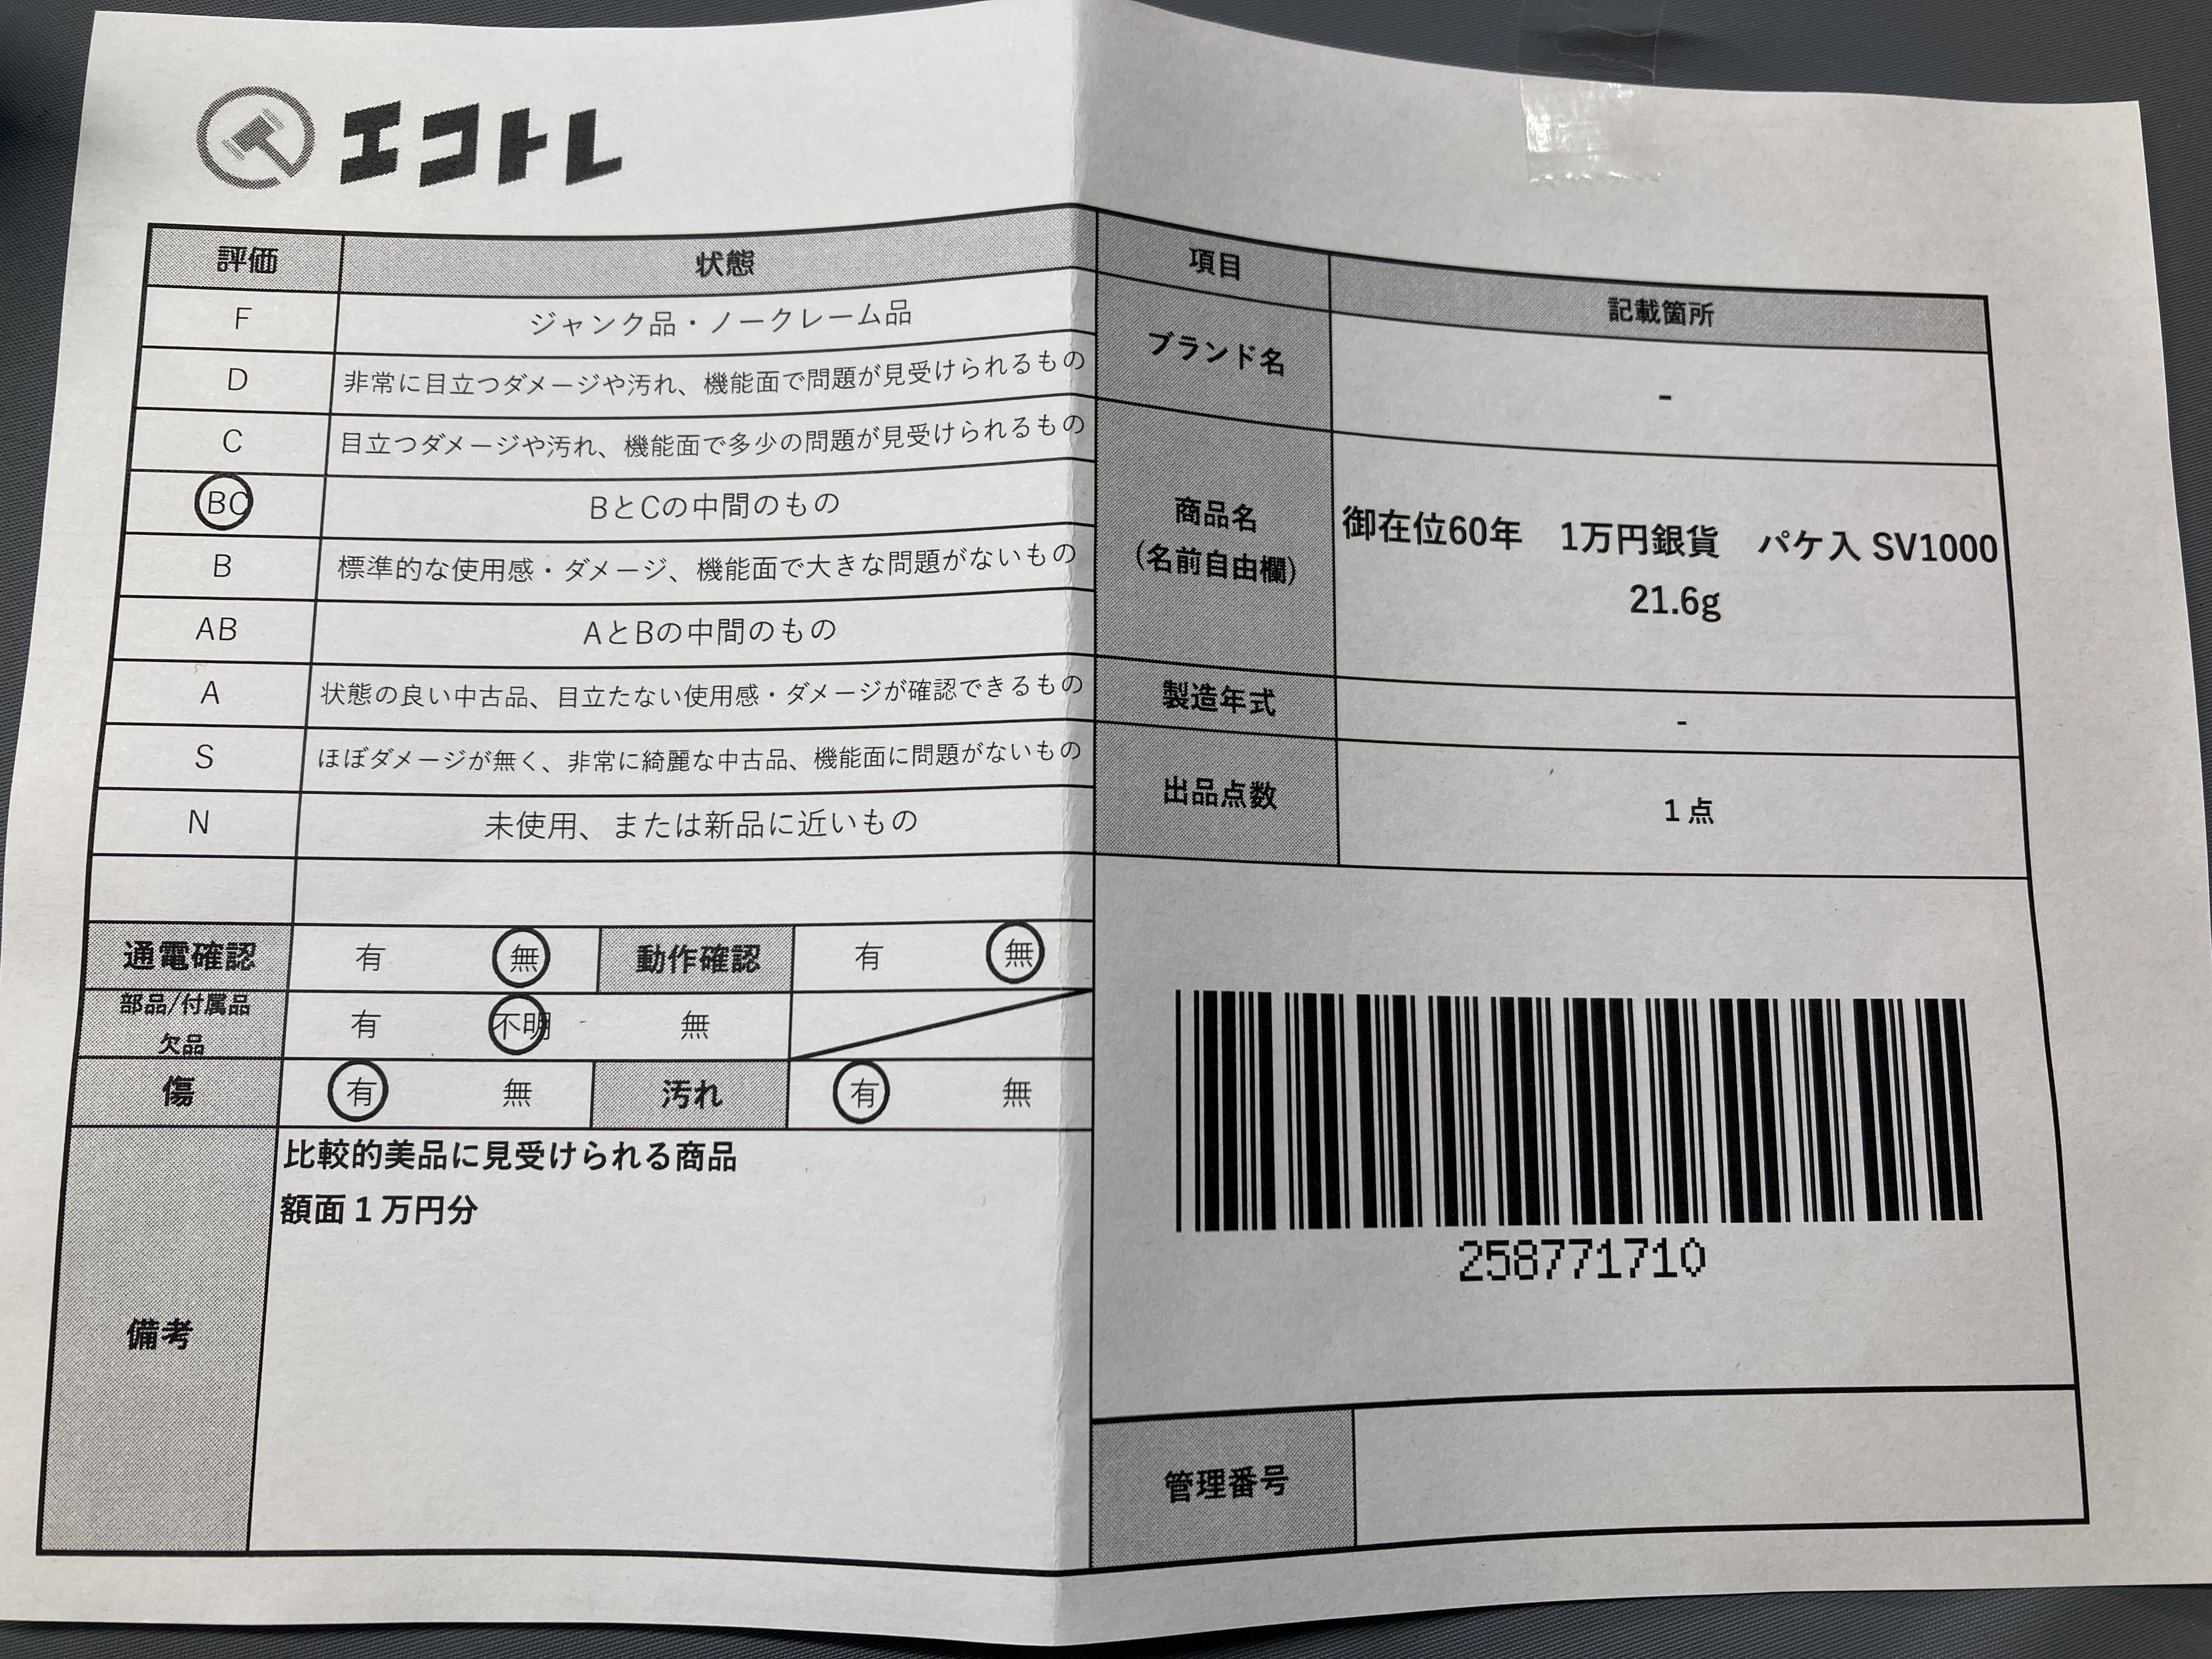 エコトレ
評価 状態
F ジャンク品・ノークレーム品
D 非常に目立つダメージや汚れ、機能面で問題が見受けられるもの
C 目立つダメージや汚れ、機能面で多少の問題が見受けられるもの
BC BとCの中間のもの
B 標準的な使用感・ダメージ、機能面で大きな問題がないもの
AB AとBの中間のもの
A 状態の良い中古品、目立たない使用感・ダメージが確認できるもの
S ほぼダメージが無く、非常に綺麗な中古品、機能面に問題がないもの
N 未使用、または新品に近いもの
通電確認 有 無 動作確認 有 無
部品/付属品
欠品 有 不明 無
傷 有 無 汚れ 有 無
備考
比較的美品に見受けられる商品
額面1万円分
項目 記載箇所
ブランド名 -
商品名
(名前自由欄)
御在位60年 1万円銀貨 パケ入 SV1000
21.6g
製造年式 -
出品点数 1点
258771710
管理番号